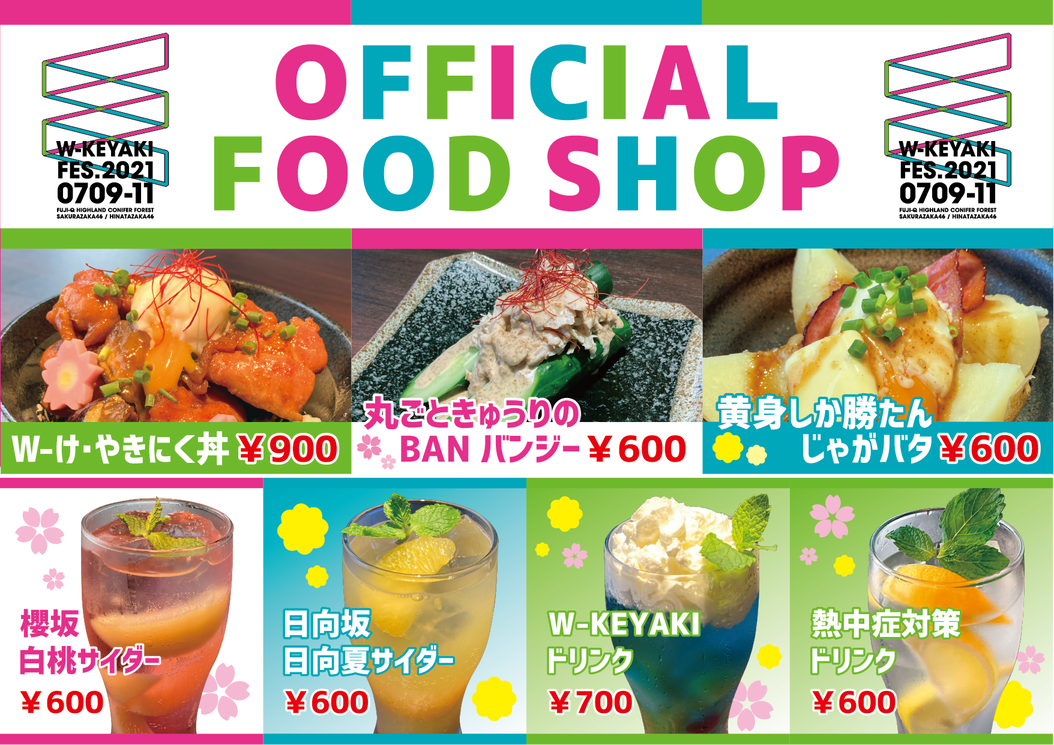 OFFICIAL
FOOD SHOP
W-KEYAKI
FES.2021
0709-11
FUJI-Q HIGHLAND CONIFER FOREST
SAKURAZAKA46 / HINATAZAKA46
W-KEYAKI
FES.2021
0709-11
FUJI-Q HIGHLAND CONIFER FOREST
SAKURAZAKA46 / HINATAZAKA46
W-け・やきにく丼 ¥900
丸ごときゅうりの
BAN バンジー ¥600
黄身しか勝たん
じゃがバタ ¥600
櫻坂
白桃サイダー
¥600
日向坂
日向夏サイダー
¥600
W-KEYAKI
ドリンク
¥700
熱中症対策
ドリンク
¥600